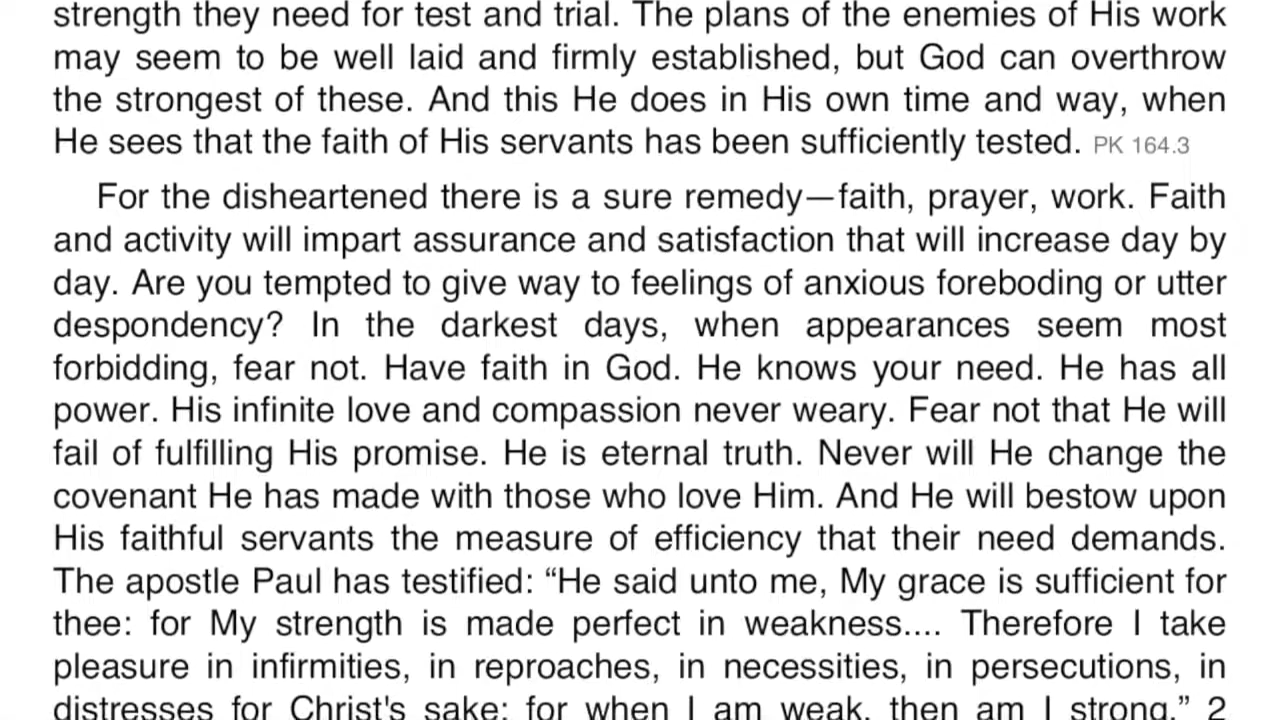 strength they need for test and trial. The plans of the enemies of His work
may seem to be well laid and firmly established, but God can overthrow
the strongest of these. And this He does in His own time and way, when
He sees that the faith of His servants has been sufficiently tested. PK 164.3
For the disheartened there is a sure remedy—faith, prayer, work. Faith
and activity will impart assurance and satisfaction that will increase day by
day. Are you tempted to give way to feelings of anxious foreboding or utter
despondency? In the darkest days, when appearances seem most
forbidding, fear not. Have faith in God. He knows your need. He has all
power. His infinite love and compassion never weary. Fear not that He will
fail of fulfilling His promise. He is eternal truth. Never will He change the
covenant He has made with those who love Him. And He will bestow upon
His faithful servants the measure of efficiency that their need demands.
The apostle Paul has testified: “He said unto me, My grace is sufficient for
thee: for My strength is made perfect in weakness.... Therefore I take
pleasure in infirmities, in reproaches, in necessities, in persecutions, in
distresses for Christ's sake: for when I am weak, then am I strong.” 2